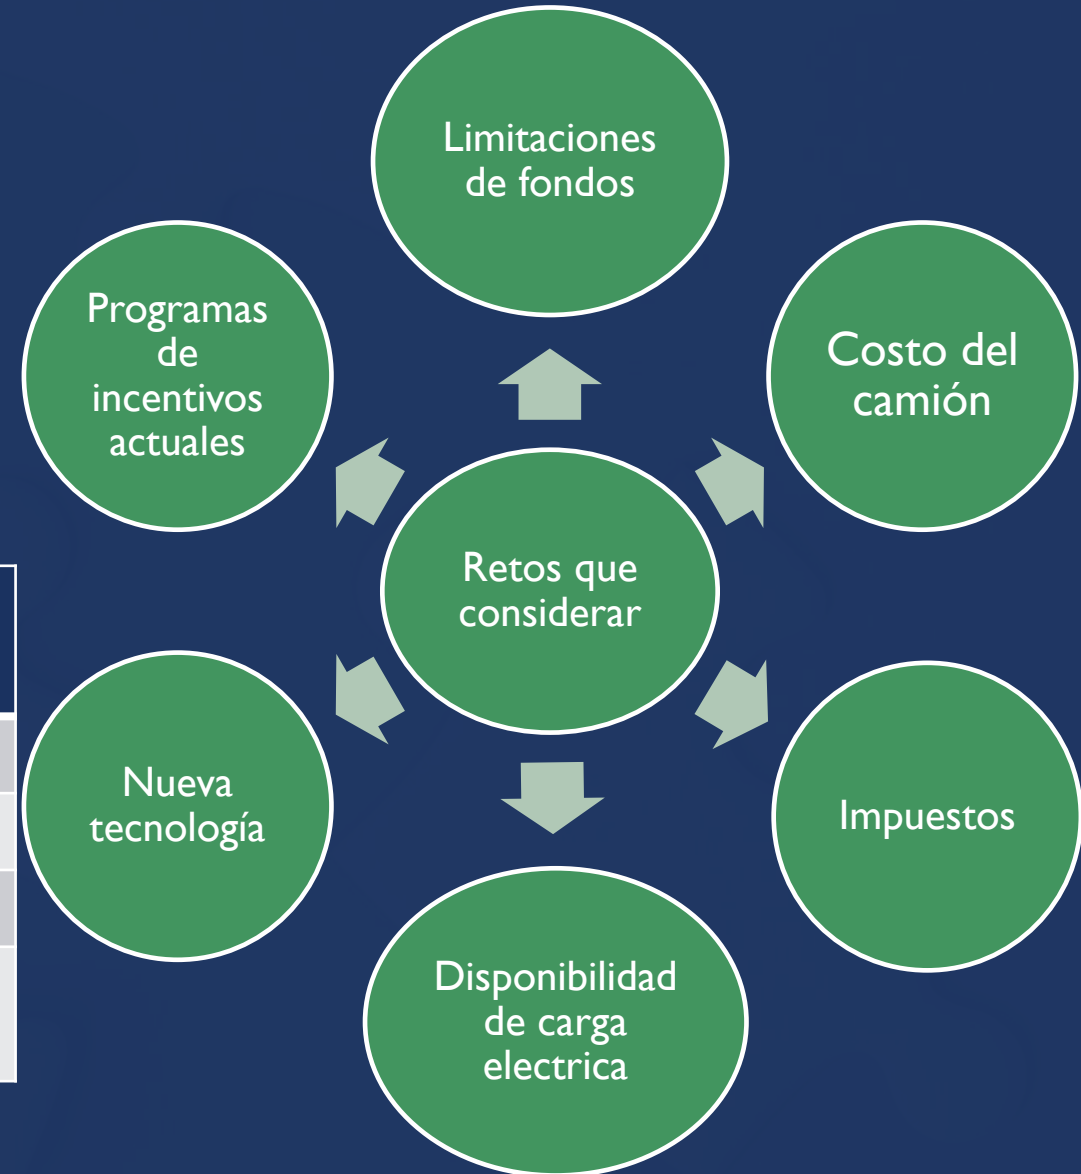 Limitaciones
de fondos
Programas
de
incentivos
actuales
Costo del
camión
Retos que
considerar
Nueva
tecnología
Impuestos
Disponibilidad
de carga
electrica